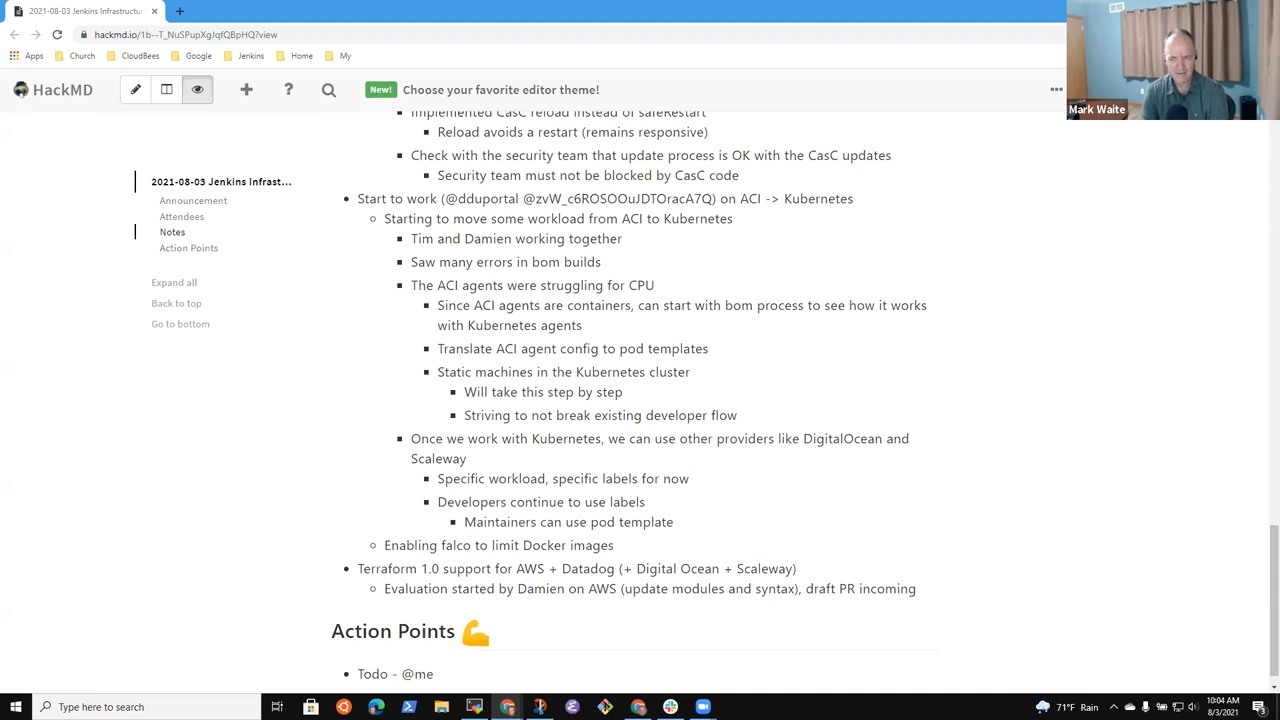 2021-08-03 Jenkins Infrastructu
hackmd.io/1b--T_NuSPupXgJqfQBpHQ?view
Apps
Church
CloudBees
Google
Jenkins
Home
My
HackMD
New!
Choose your favorite editor theme!
Mark Waite
2021-08-03 Jenkins Infrast...
Announcement
Attendees
Notes
Action Points
Expand all
Back to top
Go to bottom
Implemented CasC reload instead of safeRestart
Reload avoids a restart (remains responsive)
Check with the security team that update process is OK with the CasC updates
Security team must not be blocked by CasC code
Start to work (@dduportal @zvW_c6ROSOOuJDTOracA7Q) on ACI -> Kubernetes
Starting to move some workload from ACI to Kubernetes
Tim and Damien working together
Saw many errors in bom builds
The ACI agents were struggling for CPU
Since ACI agents are containers, can start with bom process to see how it works
with Kubernetes agents
Translate ACI agent config to pod templates
Static machines in the Kubernetes cluster
Will take this step by step
Striving to not break existing developer flow
Once we work with Kubernetes, we can use other providers like DigitalOcean and
Scaleway
Specific workload, specific labels for now
Developers continue to use labels
Maintainers can use pod template
Enabling falco to limit Docker images
Terraform 1.0 support for AWS + Datadog (+ Digital Ocean + Scaleway)
Evaluation started by Damien on AWS (update modules and syntax), draft PR incoming
Action Points 💪
Todo - @me
Type here to search
71°F Rain
10:04 AM
8/3/2021
3